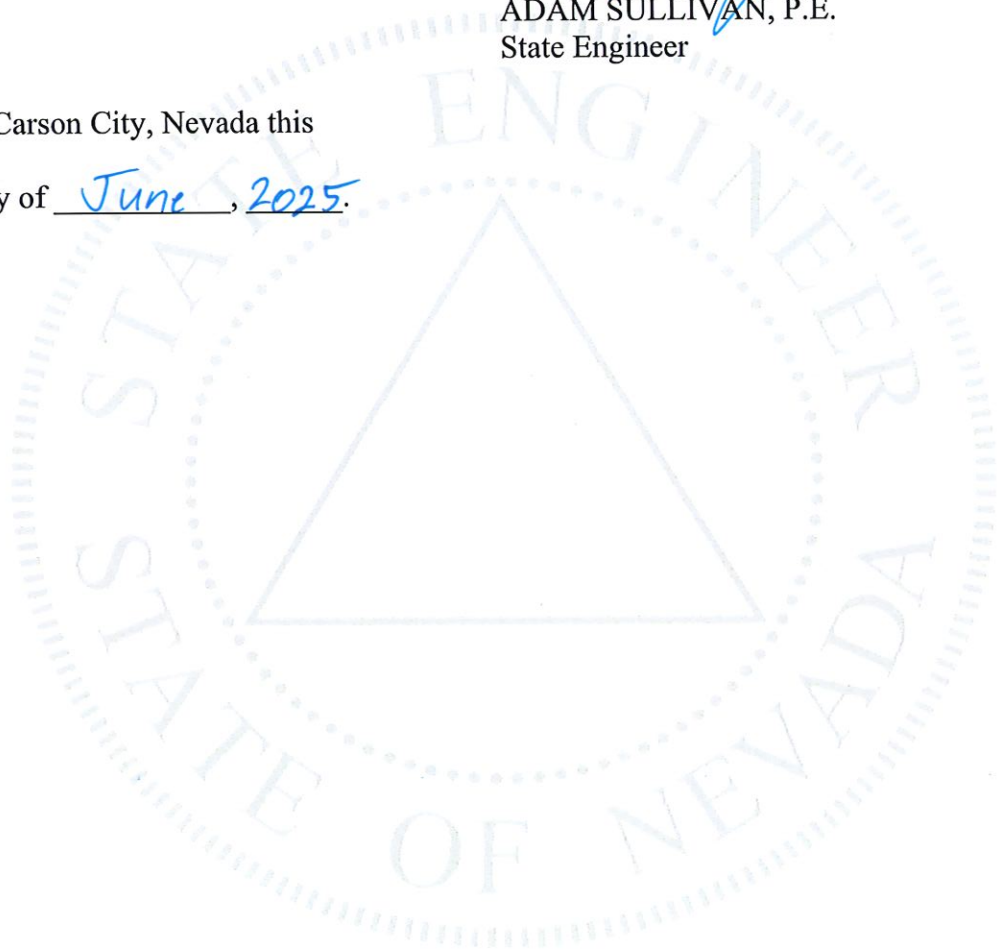 ADAM SULLIVAN, P.E.
State Engineer
Carson City, Nevada this
y of June, 2025.
STATE ENGINEER
STATE OF NEVADA